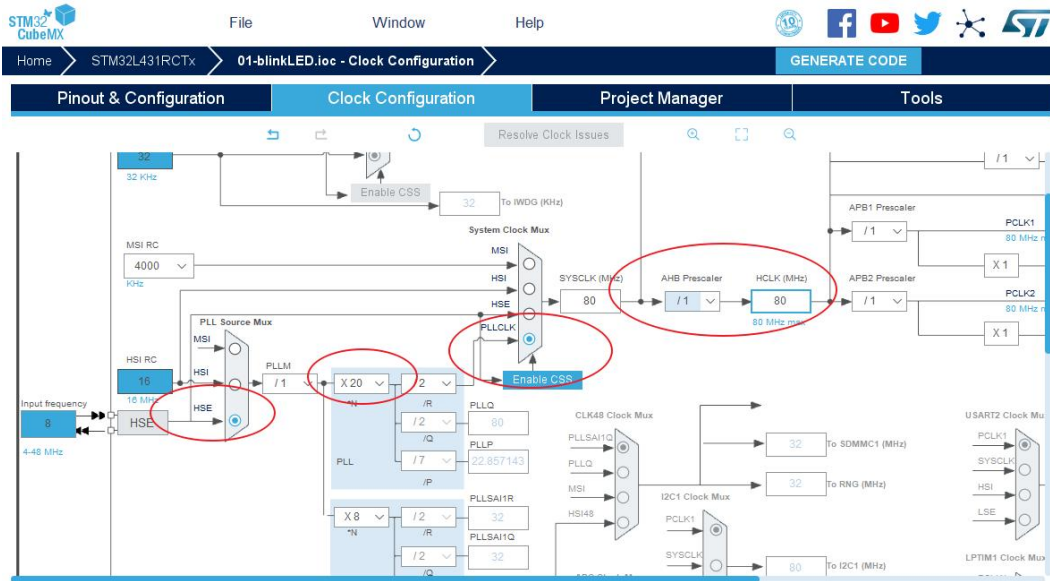 STM32
CubeMX
File
Window
Help
10
Home
STM32L431RCTx
01-blinkLED.ioc - Clock Configuration
GENERATE CODE
Pinout & Configuration
Clock Configuration
Project Manager
Tools
Resolve Clock Issues
32
32 KHz
Enable CSS
32
To IWDG (KHz)
/ 1
APB1 Prescaler
/ 1
PCLK1
80 MHz
X 1
System Clock Mux
MSI
HSI
HSE
PLLCLK
MSI RC
4000
KHz
SYSCLK (MHz)
80
AHB Prescaler
/ 1
HCLK (MHz)
80
80 MHz max
APB2 Prescaler
/ 1
PCLK2
80 MHz
X 1
PLL Source Mux
MSI
HSI
HSE
HSI RC
16
16 MHz
PLLM
/ 1
X 20
*N
/ 2
/R
Enable CSS
Input frequency
8
4-48 MHz
HSE
/ 2
/Q
PLLQ
80
PLL
/ 7
/P
PLLP
22.857143
X 8
*N
/ 2
/R
PLLSAI1R
32
/ 2
/Q
PLLSAI1Q
32
CLK48 Clock Mux
PLLSAI1Q
PLLQ
MSI
HSI48
32
To SDMMC1 (MHz)
32
To RNG (MHz)
I2C1 Clock Mux
PCLK1
SYSCLK
80
To I2C1 (MHz)
USART2 Clock Mu
PCLK1
SYSCLK
HSI
LSE
LPTIM1 Clock Mux